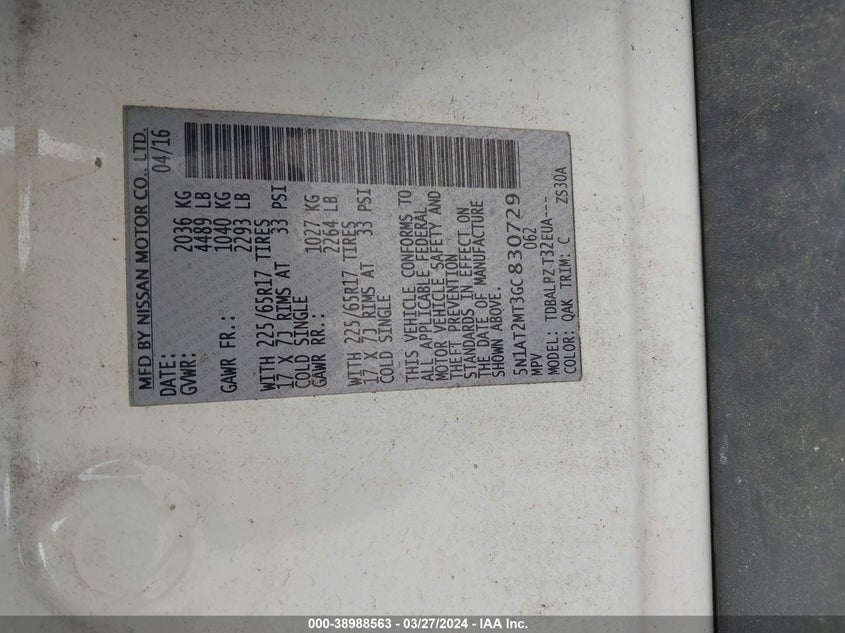 MFD BY NISSAN MOTOR CO., LTD.
DATE: 04/16
GVWR: 2036 KG
4489 LB
GAWR FR.: 1040 KG
2293 LB
WITH 225/65R17 TIRES
17 X 7J RIMS AT 33 PSI
COLD SINGLE
GAWR RR.: 1027 KG
2264 LB
WITH 225/65R17 TIRES
17 X 7J RIMS AT 33 PSI
COLD SINGLE
THIS VEHICLE CONFORMS TO
ALL APPLICABLE FEDERAL
MOTOR VEHICLE SAFETY AND
THEFT PREVENTION
STANDARDS IN EFFECT ON
THE DATE OF MANUFACTURE
SHOWN ABOVE.
5N1AT2MT3GC830729
MPV 062
MODEL: TDBALPZ-T32EUA---
COLOR: QAK TRIM: C ZS30A
000-38988563 - 03/27/2024 - IAA Inc.